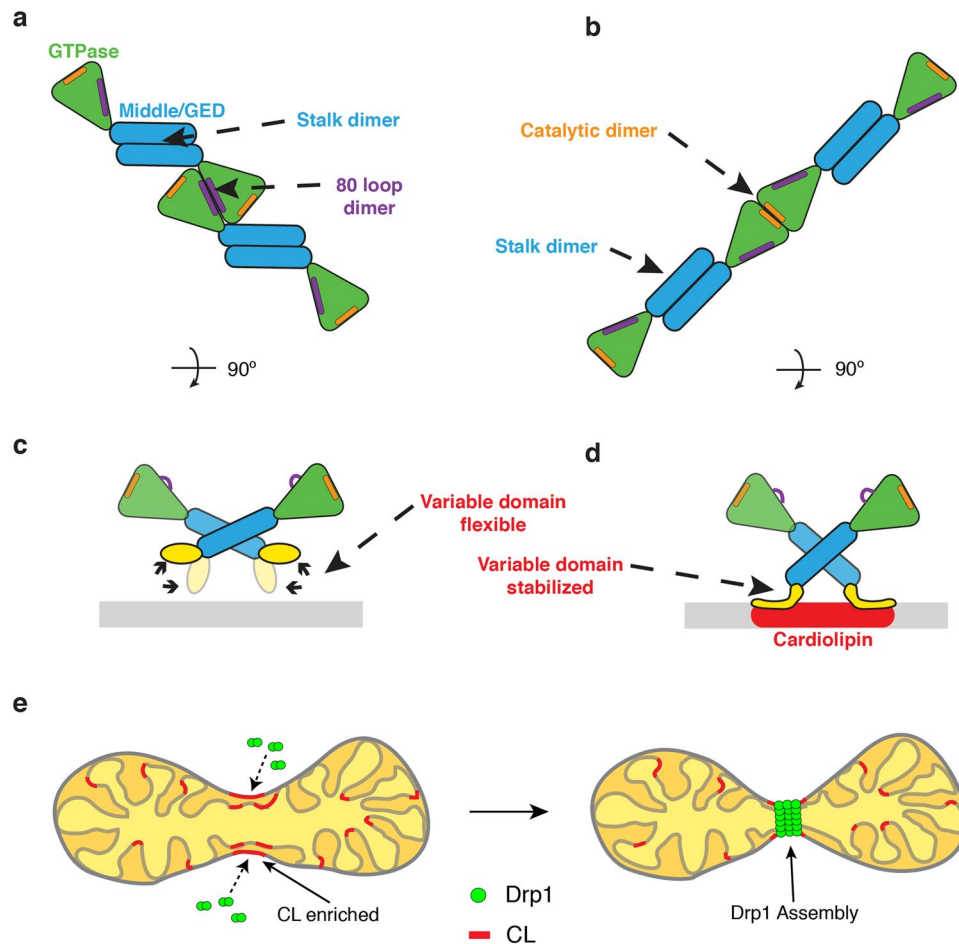 a
GTPase
Middle/GED
Stalk dimer
80 loop
dimer
90º
b
Catalytic dimer
Stalk dimer
90º
c
Variable domain
flexible
d
Variable domain
stabilized
Cardiolipin
e
CL enriched
Drp1
CL
Drp1 Assembly